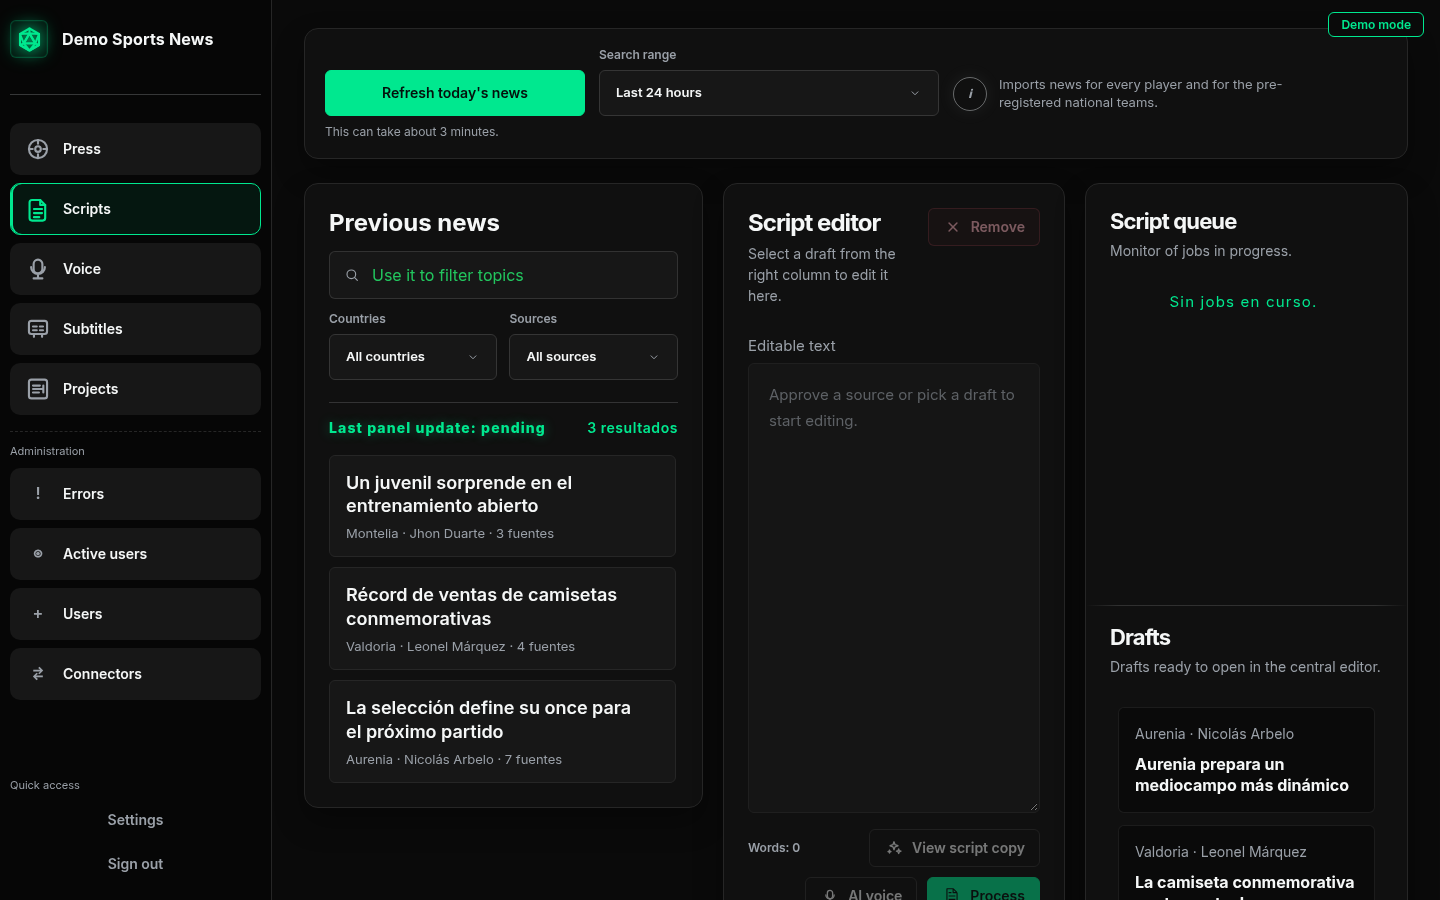 Demo Sports News
Press
Scripts
Voice
Subtitles
Projects
Administration
! Errors
Active users
+ Users
Connectors
Quick access
Settings
Sign out
Demo mode
Search range
Refresh today's news
Last 24 hours
i
Imports news for every player and for the pre-
registered national teams.
This can take about 3 minutes.
Previous news
Use it to filter topics
Countries
Sources
All countries
All sources
Last panel update: pending
3 resultados
Un juvenil sorprende en el
entrenamiento abierto
Montelia · Jhon Duarte · 3 fuentes
Récord de ventas de camisetas
conmemorativas
Valdoria · Leonel Márquez · 4 fuentes
La selección define su once para
el próximo partido
Aurenia · Nicolás Arbelo · 7 fuentes
Script editor
Remove
Select a draft from the
right column to edit it
here.
Editable text
Approve a source or pick a draft to
start editing.
Words: 0
View script copy
AI voice
Process
Script queue
Monitor of jobs in progress.
Sin jobs en curso.
Drafts
Drafts ready to open in the central editor.
Aurenia · Nicolás Arbelo
Aurenia prepara un
mediocampo más dinámico
Valdoria · Leonel Márquez
La camiseta conmemorativa